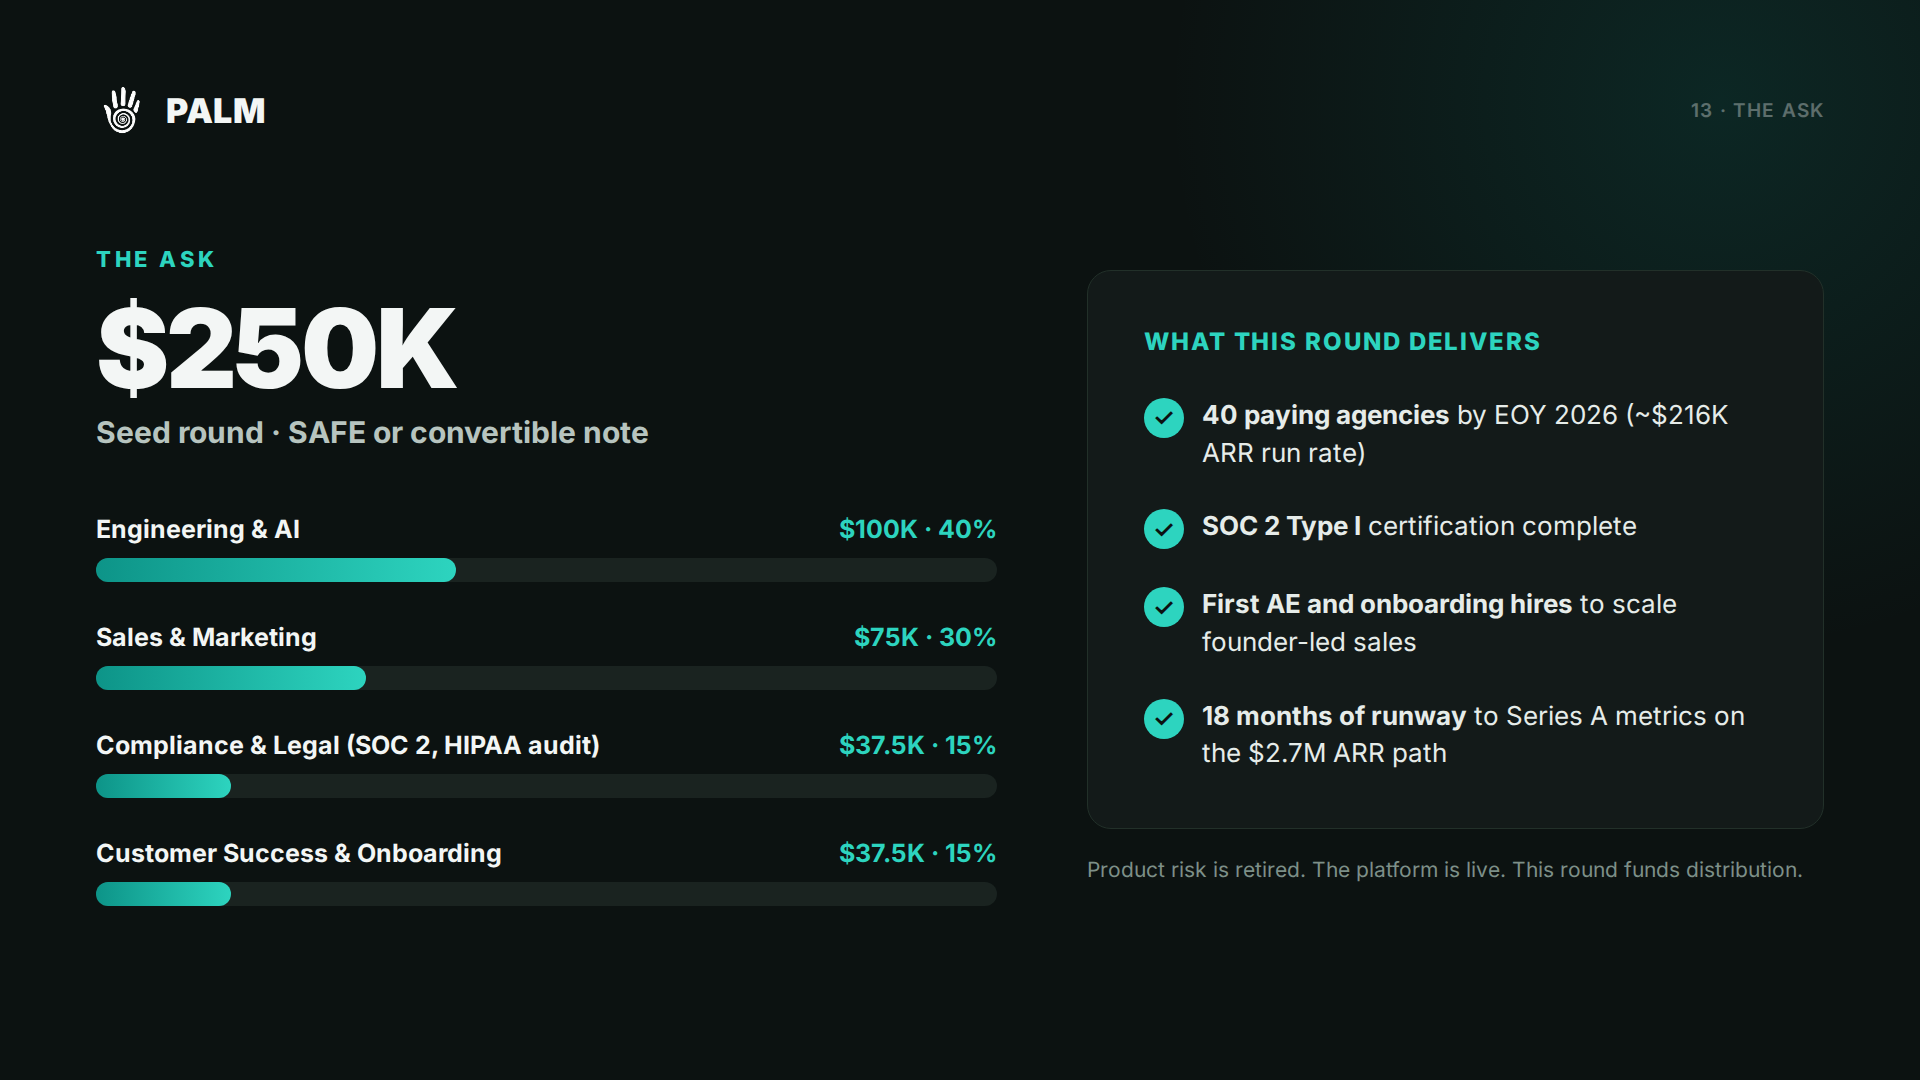 PALM
13 · THE ASK
THE ASK
$250K
Seed round · SAFE or convertible note
Engineering & AI
$100K · 40%
Sales & Marketing
$75K · 30%
Compliance & Legal (SOC 2, HIPAA audit)
$37.5K · 15%
Customer Success & Onboarding
$37.5K · 15%
WHAT THIS ROUND DELIVERS
40 paying agencies by EOY 2026 (~$216K
ARR run rate)
SOC 2 Type I certification complete
First AE and onboarding hires to scale
founder-led sales
18 months of runway to Series A metrics on
the $2.7M ARR path
Product risk is retired. The platform is live. This round funds distribution.